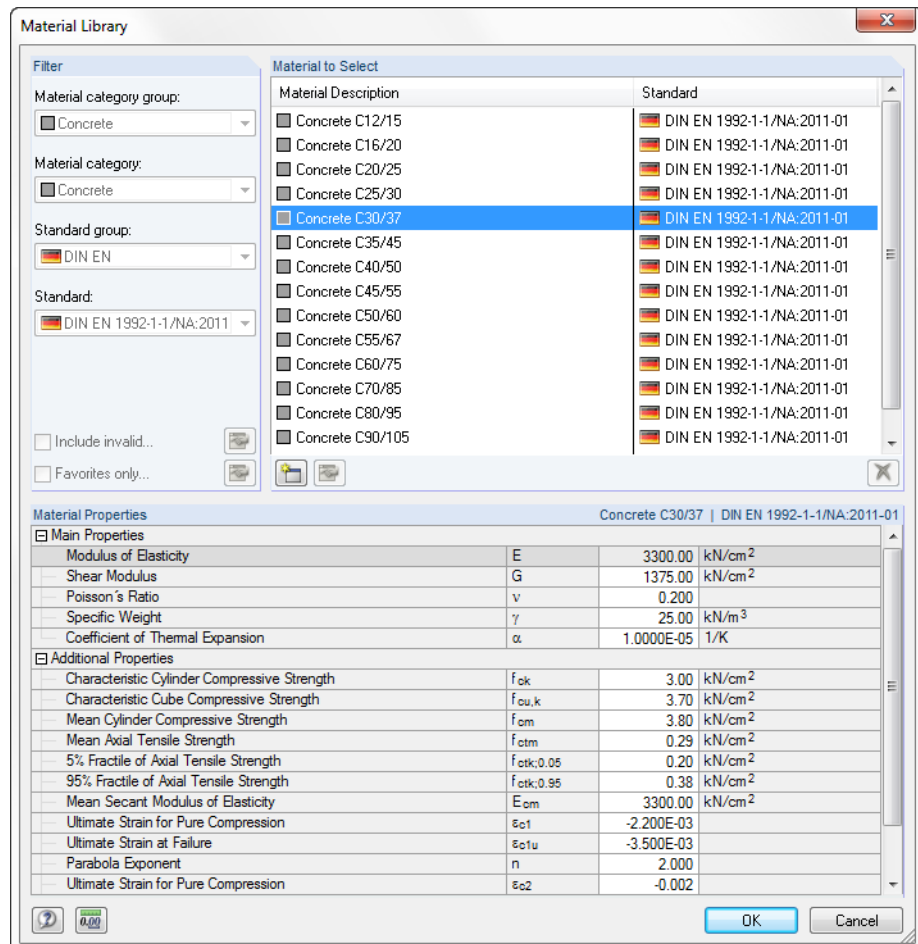 Material Library
Filter
Material category group:
Concrete
Material category:
Concrete
Standard group:
DIN EN
Standard:
DIN EN 1992-1-1/NA:2011
Include invalid...
Favorites only...
Material to Select
Material Description Standard
Concrete C12/15 DIN EN 1992-1-1/NA:2011-01
Concrete C16/20 DIN EN 1992-1-1/NA:2011-01
Concrete C20/25 DIN EN 1992-1-1/NA:2011-01
Concrete C25/30 DIN EN 1992-1-1/NA:2011-01
Concrete C30/37 DIN EN 1992-1-1/NA:2011-01
Concrete C35/45 DIN EN 1992-1-1/NA:2011-01
Concrete C40/50 DIN EN 1992-1-1/NA:2011-01
Concrete C45/55 DIN EN 1992-1-1/NA:2011-01
Concrete C50/60 DIN EN 1992-1-1/NA:2011-01
Concrete C55/67 DIN EN 1992-1-1/NA:2011-01
Concrete C60/75 DIN EN 1992-1-1/NA:2011-01
Concrete C70/85 DIN EN 1992-1-1/NA:2011-01
Concrete C80/95 DIN EN 1992-1-1/NA:2011-01
Concrete C90/105 DIN EN 1992-1-1/NA:2011-01
Material Properties Concrete C30/37 | DIN EN 1992-1-1/NA:2011-01
Main Properties
Modulus of Elasticity E 3300.00 kN/cm2
Shear Modulus G 1375.00 kN/cm2
Poisson´s Ratio ν 0.200
Specific Weight γ 25.00 kN/m3
Coefficient of Thermal Expansion α 1.0000E-05 1/K
Additional Properties
Characteristic Cylinder Compressive Strength fck 3.00 kN/cm2
Characteristic Cube Compressive Strength fcu,k 3.70 kN/cm2
Mean Cylinder Compressive Strength fcm 3.80 kN/cm2
Mean Axial Tensile Strength fctm 0.29 kN/cm2
5% Fractile of Axial Tensile Strength fctk;0.05 0.20 kN/cm2
95% Fractile of Axial Tensile Strength fctk;0.95 0.38 kN/cm2
Mean Secant Modulus of Elasticity Ecm 3300.00 kN/cm2
Ultimate Strain for Pure Compression εc1 -2.200E-03
Ultimate Strain at Failure εc1u -3.500E-03
Parabola Exponent n 2.000
Ultimate Strain for Pure Compression εc2 -0.002
0.00
OK Cancel